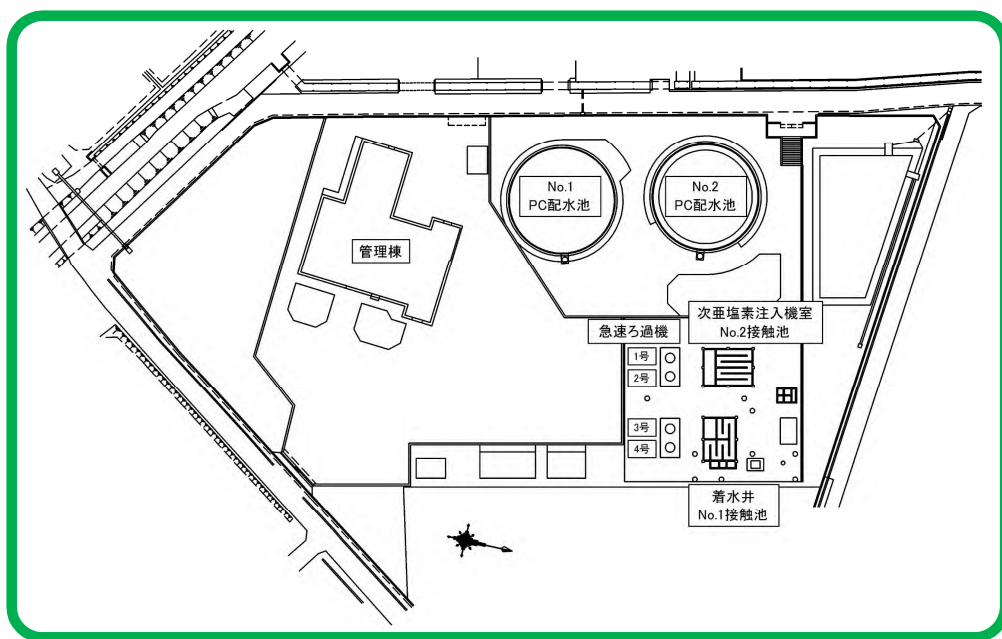 No.1
PC配水池
No.2
PC配水池
管理棟
急速ろ過機
次亜塩素注入機室
No.2接触池
1号
2号
3号
4号
着水井
No.1接触池